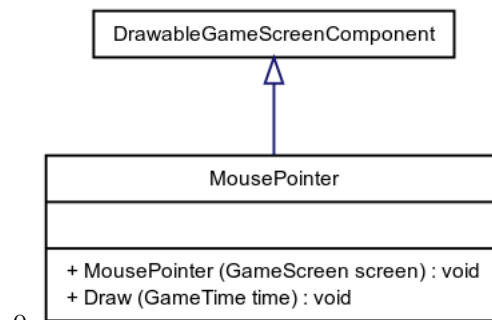 DrawableGameScreenComponent
MousePointer
+ MousePointer (GameScreen screen) : void
+ Draw (GameTime time) : void